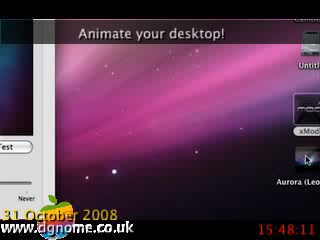 Animate your desktop!
Untitl
xMod
Test
Aurora (Leo
Never
31 October 2008
www.dgnome.co.uk
15:48:11